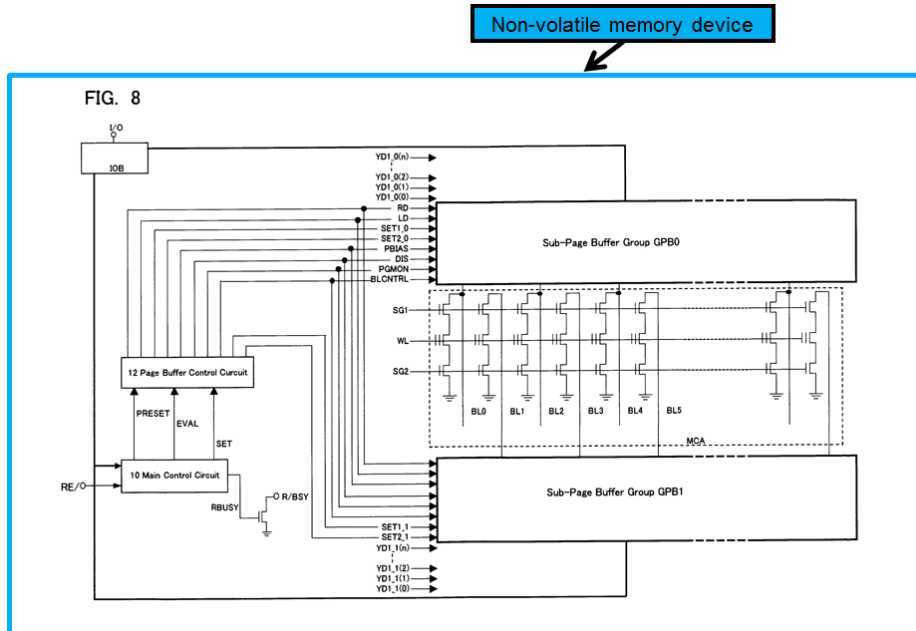 Non-volatile memory device
FIG. 8
I/O
IOB
YD1_0(n)
YD1_0(2)
YD1_0(1)
YD1_0(0)
RD
LD
SET1_0
SET2_0
PBIAS
DIS
PGMON
BLCNTRL
Sub-Page Buffer Group GPB0
SG1
WL
SG2
BL0 BL1 BL2 BL3 BL4 BL5
MCA
12 Page Buffer Control Curcuit
PRESET
EVAL
SET
10 Main Control Circuit
RE/
RBUSY
R/BSY
Sub-Page Buffer Group GPB1
SET1_1
SET2_1
YD1_1(n)
YD1_1(2)
YD1_1(1)
YD1_1(0)